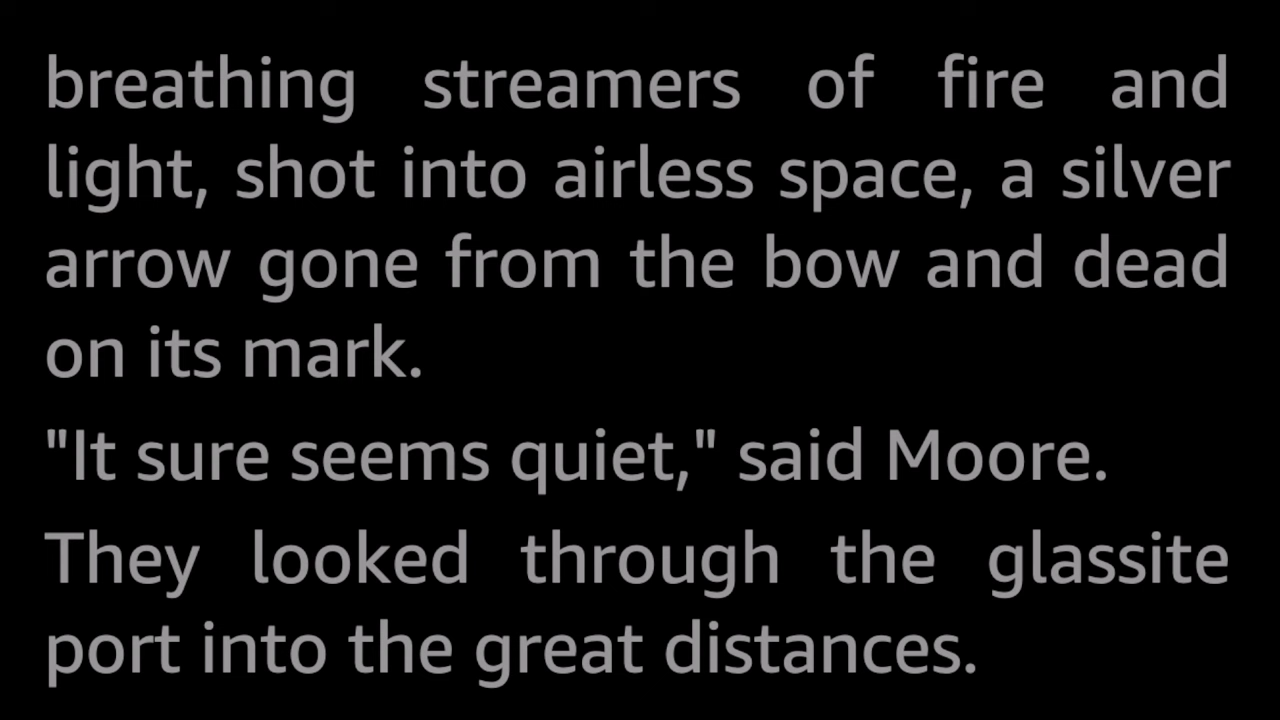 breathing streamers of fire and
light, shot into airless space, a silver
arrow gone from the bow and dead
on its mark.
"It sure seems quiet," said Moore.
They looked through the glassite
port into the great distances.